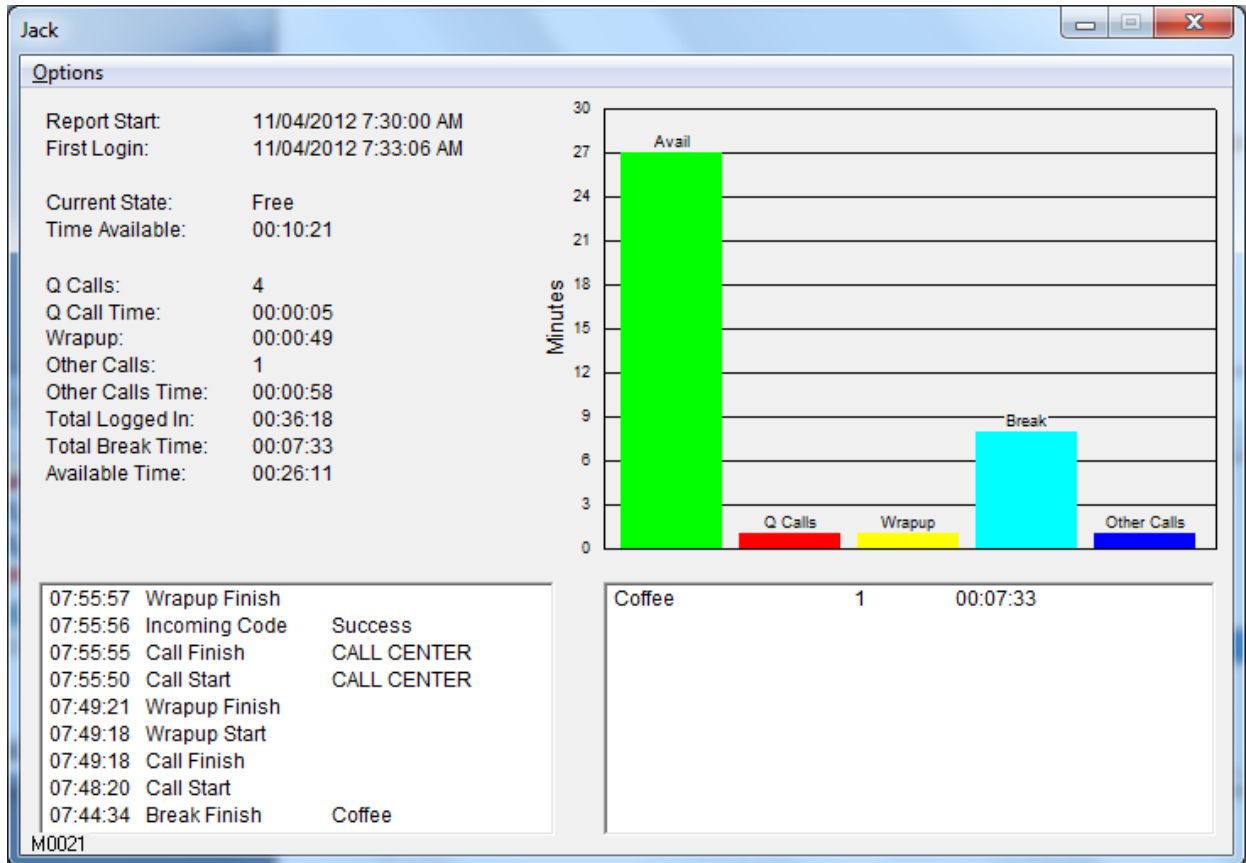 Jack
Options
Report Start: 11/04/2012 7:30:00 AM
First Login: 11/04/2012 7:33:06 AM
Current State: Free
Time Available: 00:10:21
Q Calls: 4
Q Call Time: 00:00:05
Wrapup: 00:00:49
Other Calls: 1
Other Calls Time: 00:00:58
Total Logged In: 00:36:18
Total Break Time: 00:07:33
Available Time: 00:26:11
Minutes
30
27
24
21
18
15
12
9
6
3
0
Avail
Q Calls
Wrapup
Break
Other Calls
07:55:57 Wrapup Finish
07:55:56 Incoming Code Success
07:55:55 Call Finish CALL CENTER
07:55:50 Call Start CALL CENTER
07:49:21 Wrapup Finish
07:49:18 Wrapup Start
07:49:18 Call Finish
07:48:20 Call Start
07:44:34 Break Finish Coffee
Coffee 1 00:07:33
M0021